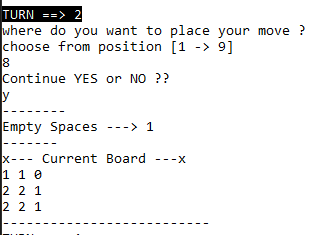 TURN ==> 2
where do you want to place your move ?
choose from position [1 -> 9]
8
Continue YES or NO ??
y
--------
Empty Spaces ---> 1
-------
x--- Current Board ---x
1 1 0
2 2 1
2 2 1
--------------------------